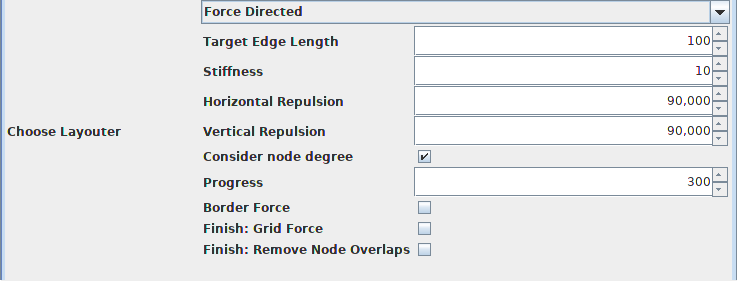 Force Directed
Target Edge Length 100
Stiffness 10
Horizontal Repulsion 90,000
Choose Layouter Vertical Repulsion 90,000
Consider node degree
Progress 300
Border Force
Finish: Grid Force
Finish: Remove Node Overlaps